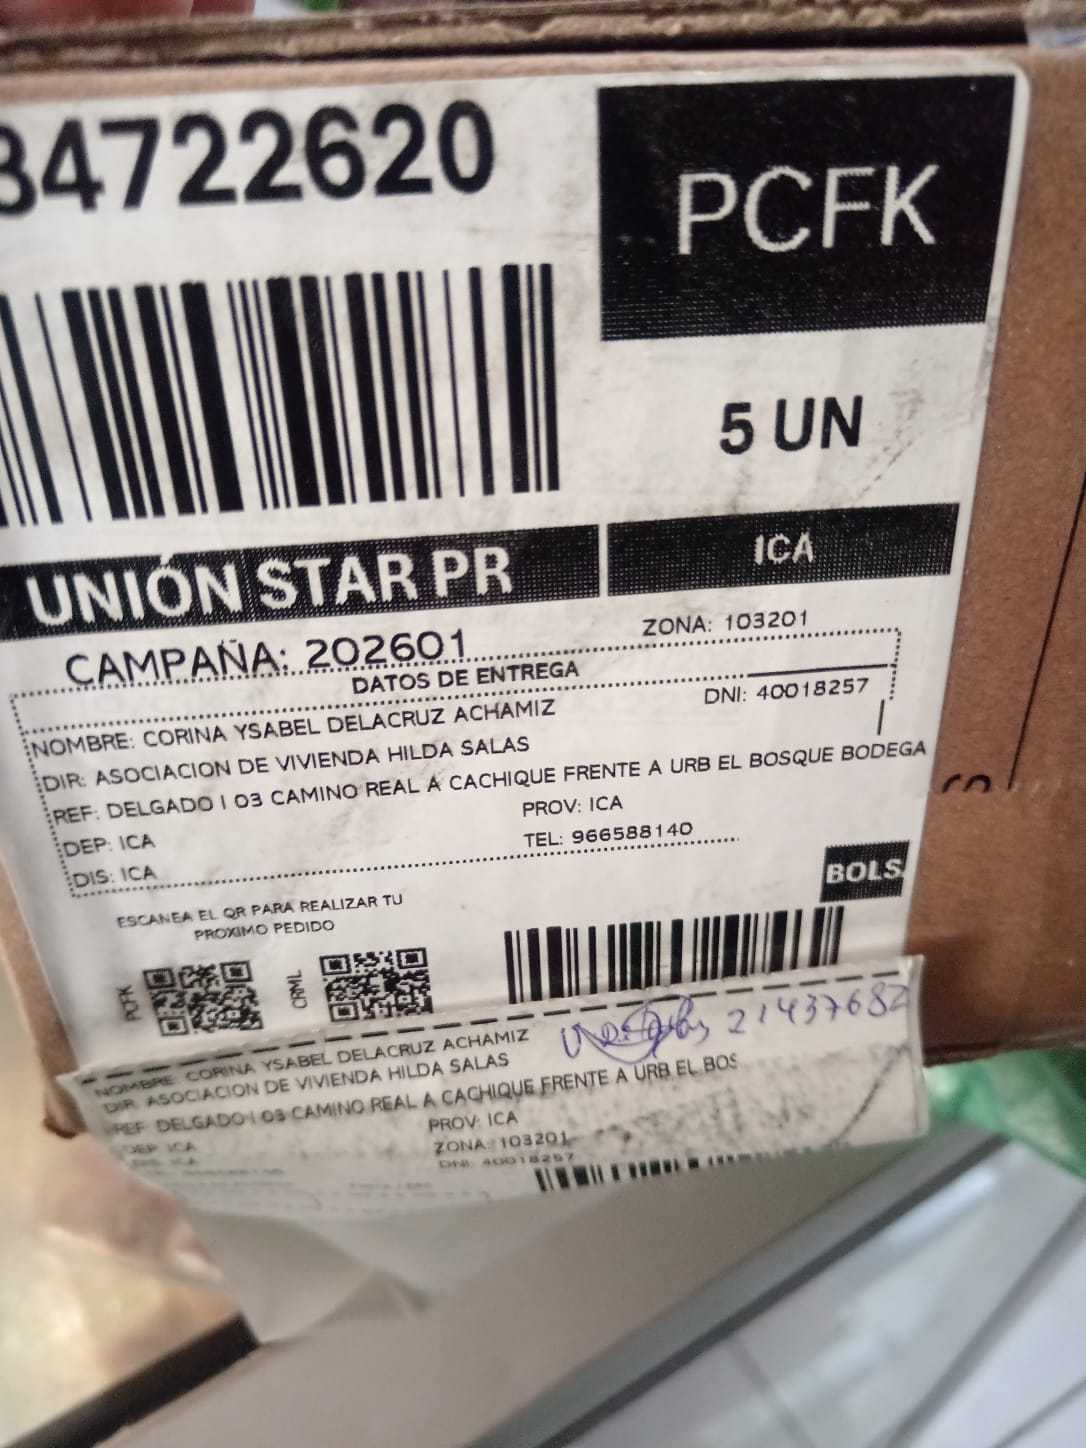 34722620
PCFK
5 UN
UNIÓN STAR PR
ICA
CAMPAÑA: 202601
ZONA: 103201
DATOS DE ENTREGA
NOMBRE: CORINA YSABEL DELACRUZ ACHAMIZ
DNI: 40018257
DIR: ASOCIACION DE VIVIENDA HILDA SALAS
REF: DELGADO I 03 CAMINO REAL A CACHIQUE FRENTE A URB EL BOSQUE BODEGA
DEP: ICA
PROV: ICA
DIS: ICA
TEL: 966588140
BOLS
ESCANEA EL QR PARA REALIZAR TU
PROXIMO PEDIDO
PCFK
CRML
21437682
NOMBRE: CORINA YSABEL DELACRUZ ACHAMIZ
DIR: ASOCIACION DE VIVIENDA HILDA SALAS
REF: DELGADO I 03 CAMINO REAL A CACHIQUE FRENTE A URB EL BOS
DEP: ICA
PROV: ICA
DIS: ICA
ZONA: 103201
DNI: 40018257